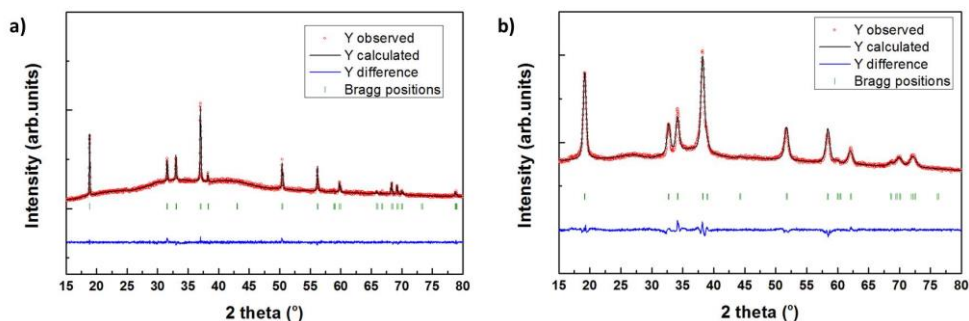 a)
Y observed
Y calculated
Y difference
Bragg positions
Intensity (arb.units)
15 20 25 30 35 40 45 50 55 60 65 70 75 80
2 theta (°)
b)
Y observed
Y calculated
Y difference
Bragg positions
Intensity (arb.units)
15 20 25 30 35 40 45 50 55 60 65 70 75 80
2 theta (°)